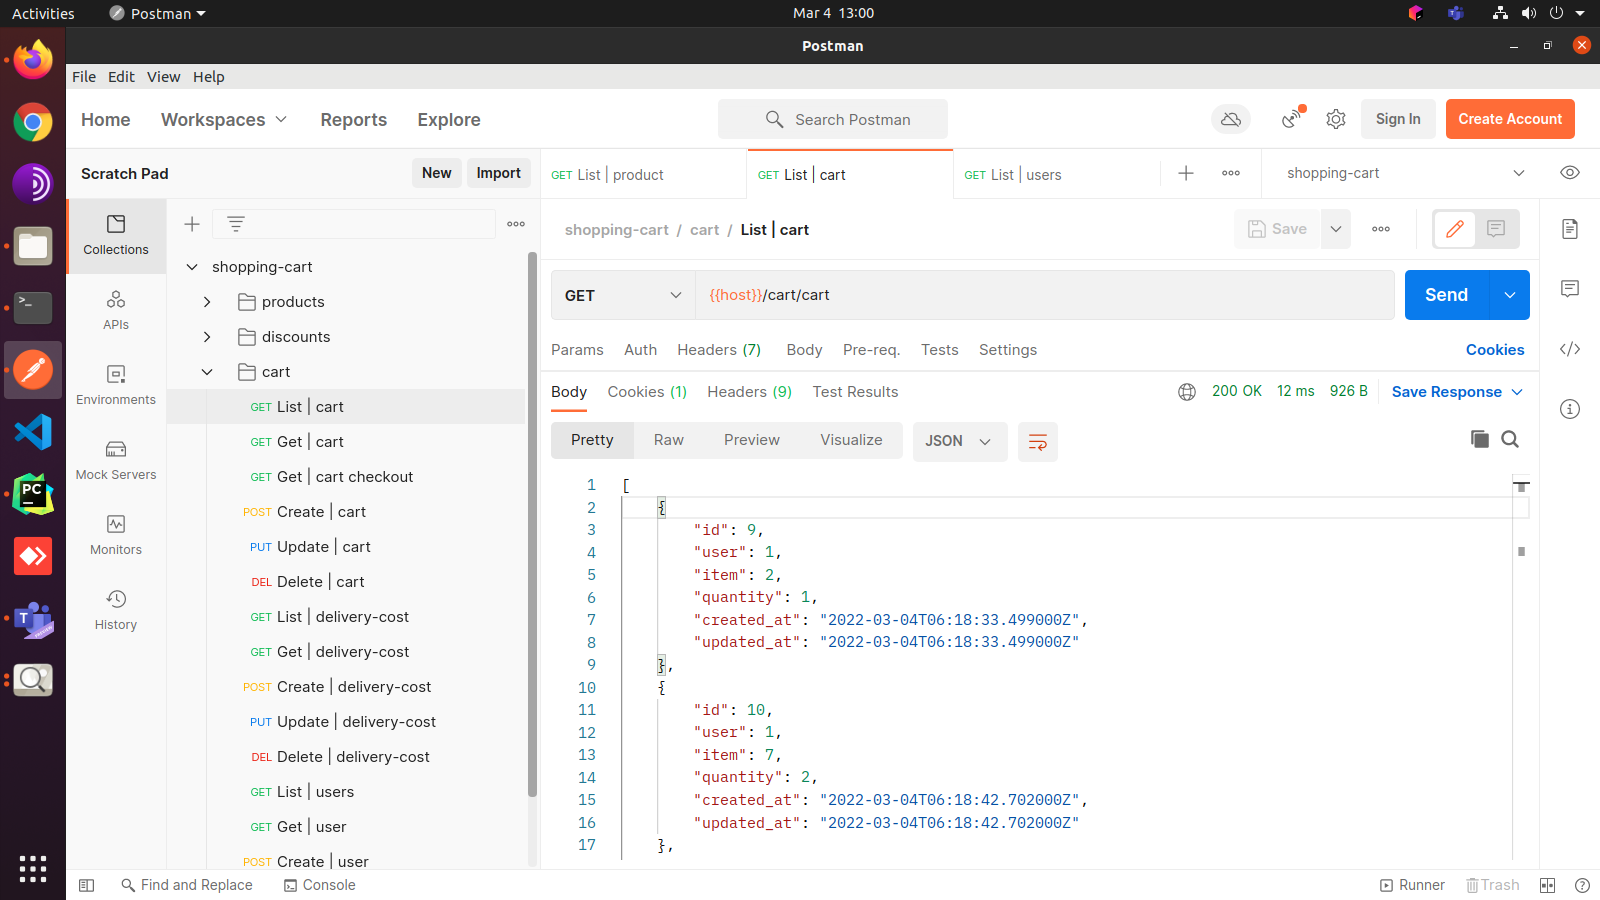 Activities
Postman
Mar 4 13:00
Postman
File Edit View Help
Home
Workspaces
Reports
Explore
Search Postman
Sign In
Create Account
Scratch Pad
New
Import
GET List | product
GET List | cart
GET List | users
shopping-cart
Collections
APIs
Environments
Mock Servers
Monitors
History
shopping-cart
products
discounts
cart
GET List | cart
GET Get | cart
GET Get | cart checkout
POST Create | cart
PUT Update | cart
DEL Delete | cart
GET List | delivery-cost
GET Get | delivery-cost
POST Create | delivery-cost
PUT Update | delivery-cost
DEL Delete | delivery-cost
GET List | users
GET Get | user
POST Create | user
shopping-cart / cart / List | cart
Save
GET
{{host}}/cart/cart
Send
Params Auth Headers (7) Body Pre-req. Tests Settings
Cookies
Body Cookies (1) Headers (9) Test Results
200 OK 12 ms 926 B Save Response
Pretty Raw Preview Visualize JSON
1 [
2 {
3 "id": 9,
4 "user": 1,
5 "item": 2,
6 "quantity": 1,
7 "created_at": "2022-03-04T06:18:33.499000Z",
8 "updated_at": "2022-03-04T06:18:33.499000Z"
9 },
10 {
11 "id": 10,
12 "user": 1,
13 "item": 7,
14 "quantity": 2,
15 "created_at": "2022-03-04T06:18:42.702000Z",
16 "updated_at": "2022-03-04T06:18:42.702000Z"
17 },
Find and Replace
Console
Runner
Trash